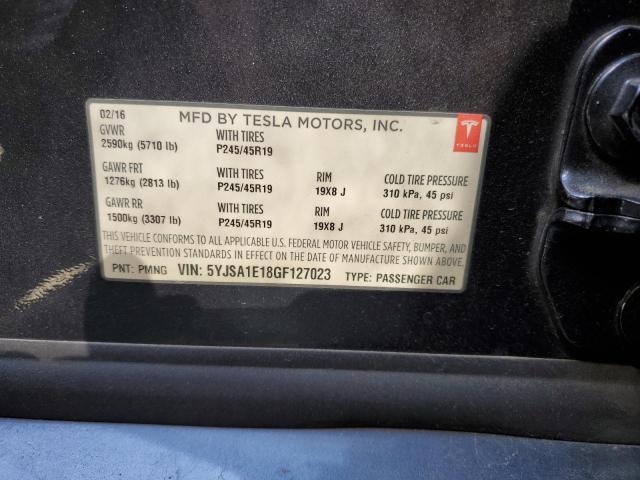 02/16 MFD BY TESLA MOTORS, INC.
GVWR WITH TIRES
2590kg (5710 lb) P245/45R19
TESLA
GAWR FRT WITH TIRES RIM COLD TIRE PRESSURE
1276kg (2813 lb) P245/45R19 19X8 J 310 kPa, 45 psi
GAWR RR WITH TIRES RIM COLD TIRE PRESSURE
1500kg (3307 lb) P245/45R19 19X8 J 310 kPa, 45 psi
THIS VEHICLE CONFORMS TO ALL APPLICABLE U.S. FEDERAL MOTOR VEHICLE SAFETY, BUMPER, AND
THEFT PREVENTION STANDARDS IN EFFECT ON THE DATE OF MANUFACTURE SHOWN ABOVE.
PNT: PMNG VIN: 5YJSA1E18GF127023 TYPE: PASSENGER CAR